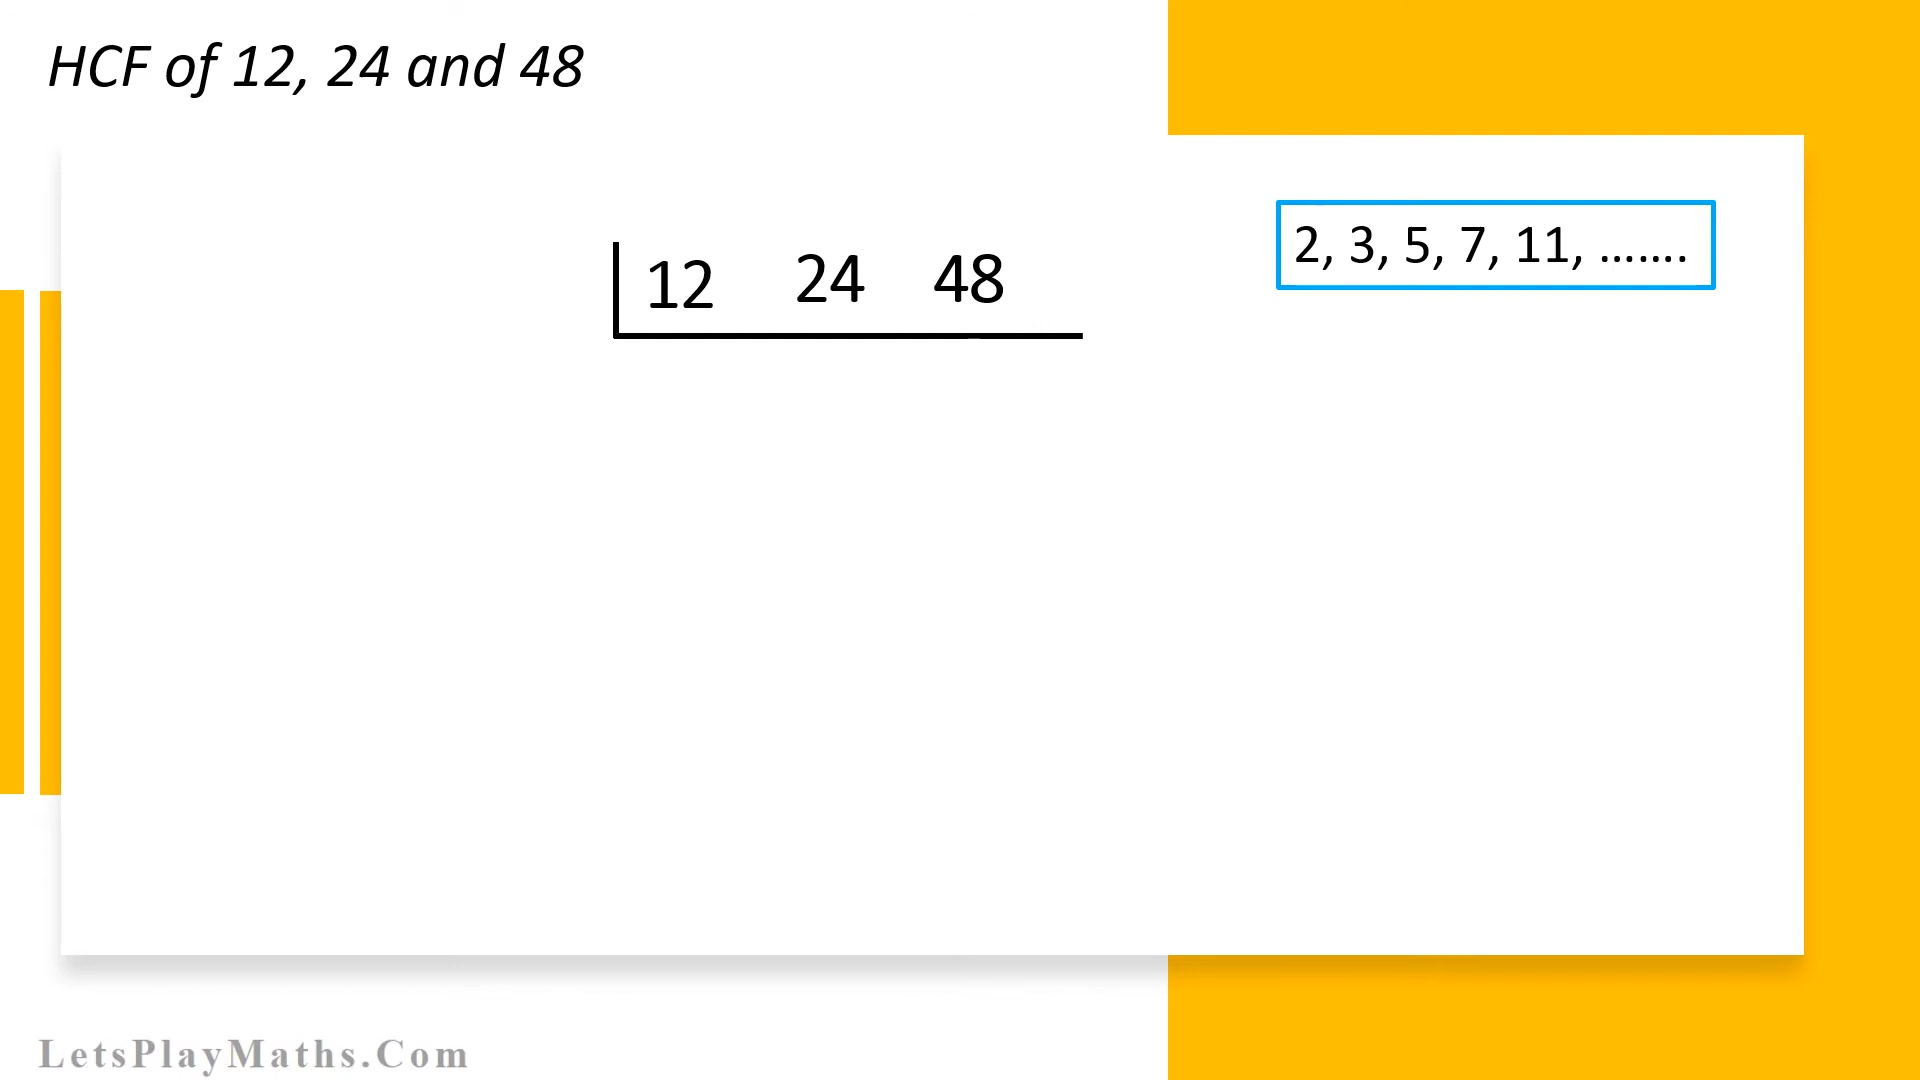 HCF of 12, 24 and 48
2, 3, 5, 7, 11, .......
12 24 48
LetsPlayMaths.Com